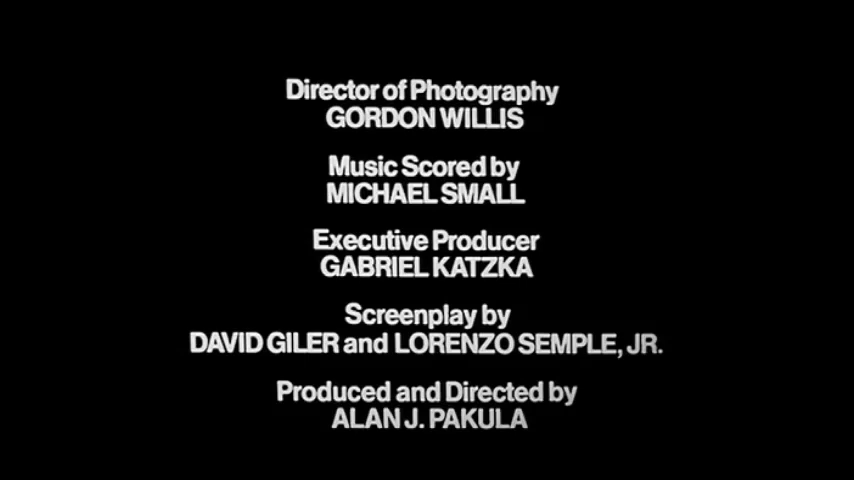 Director of Photography
GORDON WILLIS
Music Scored by
MICHAEL SMALL
Executive Producer
GABRIEL KATZKA
Screenplay by
DAVID GILER and LORENZO SEMPLE, JR.
Produced and Directed by
ALAN J. PAKULA